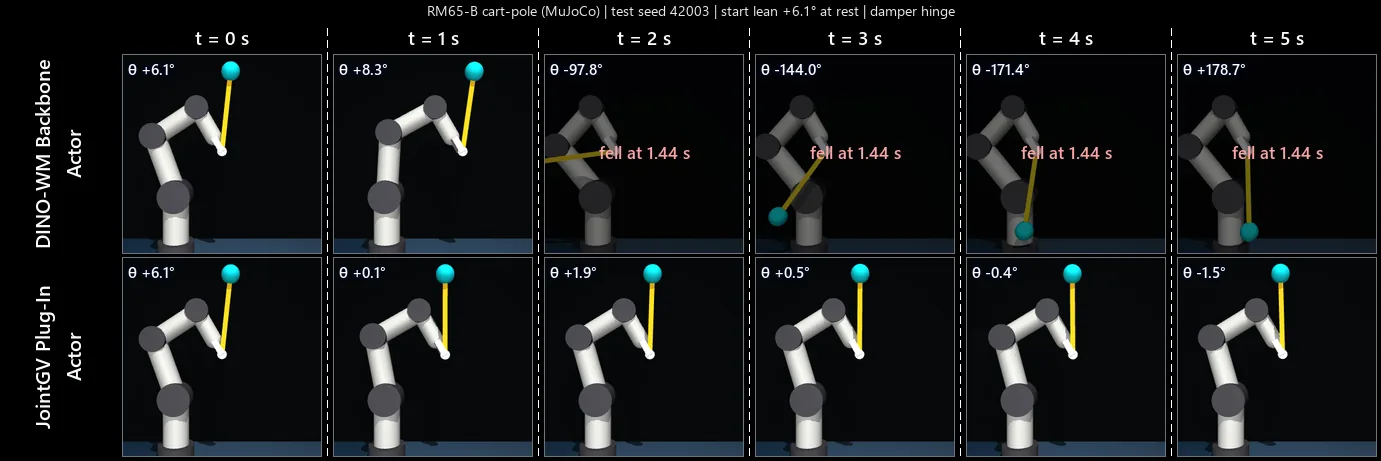 RM65-B cart-pole (MuJoCo) | test seed 42003 | start lean +6.1° at rest | damper hinge
t = 0 s
t = 1 s
t = 2 s
t = 3 s
t = 4 s
t = 5 s
DINO-WM Backbone
Actor
θ +6.1°
θ +8.3°
θ -97.8°
fell at 1.44 s
θ -144.0°
fell at 1.44 s
θ -171.4°
fell at 1.44 s
θ +178.7°
fell at 1.44 s
JointGV Plug-In
Actor
θ +6.1°
θ +0.1°
θ +1.9°
θ +0.5°
θ -0.4°
θ -1.5°